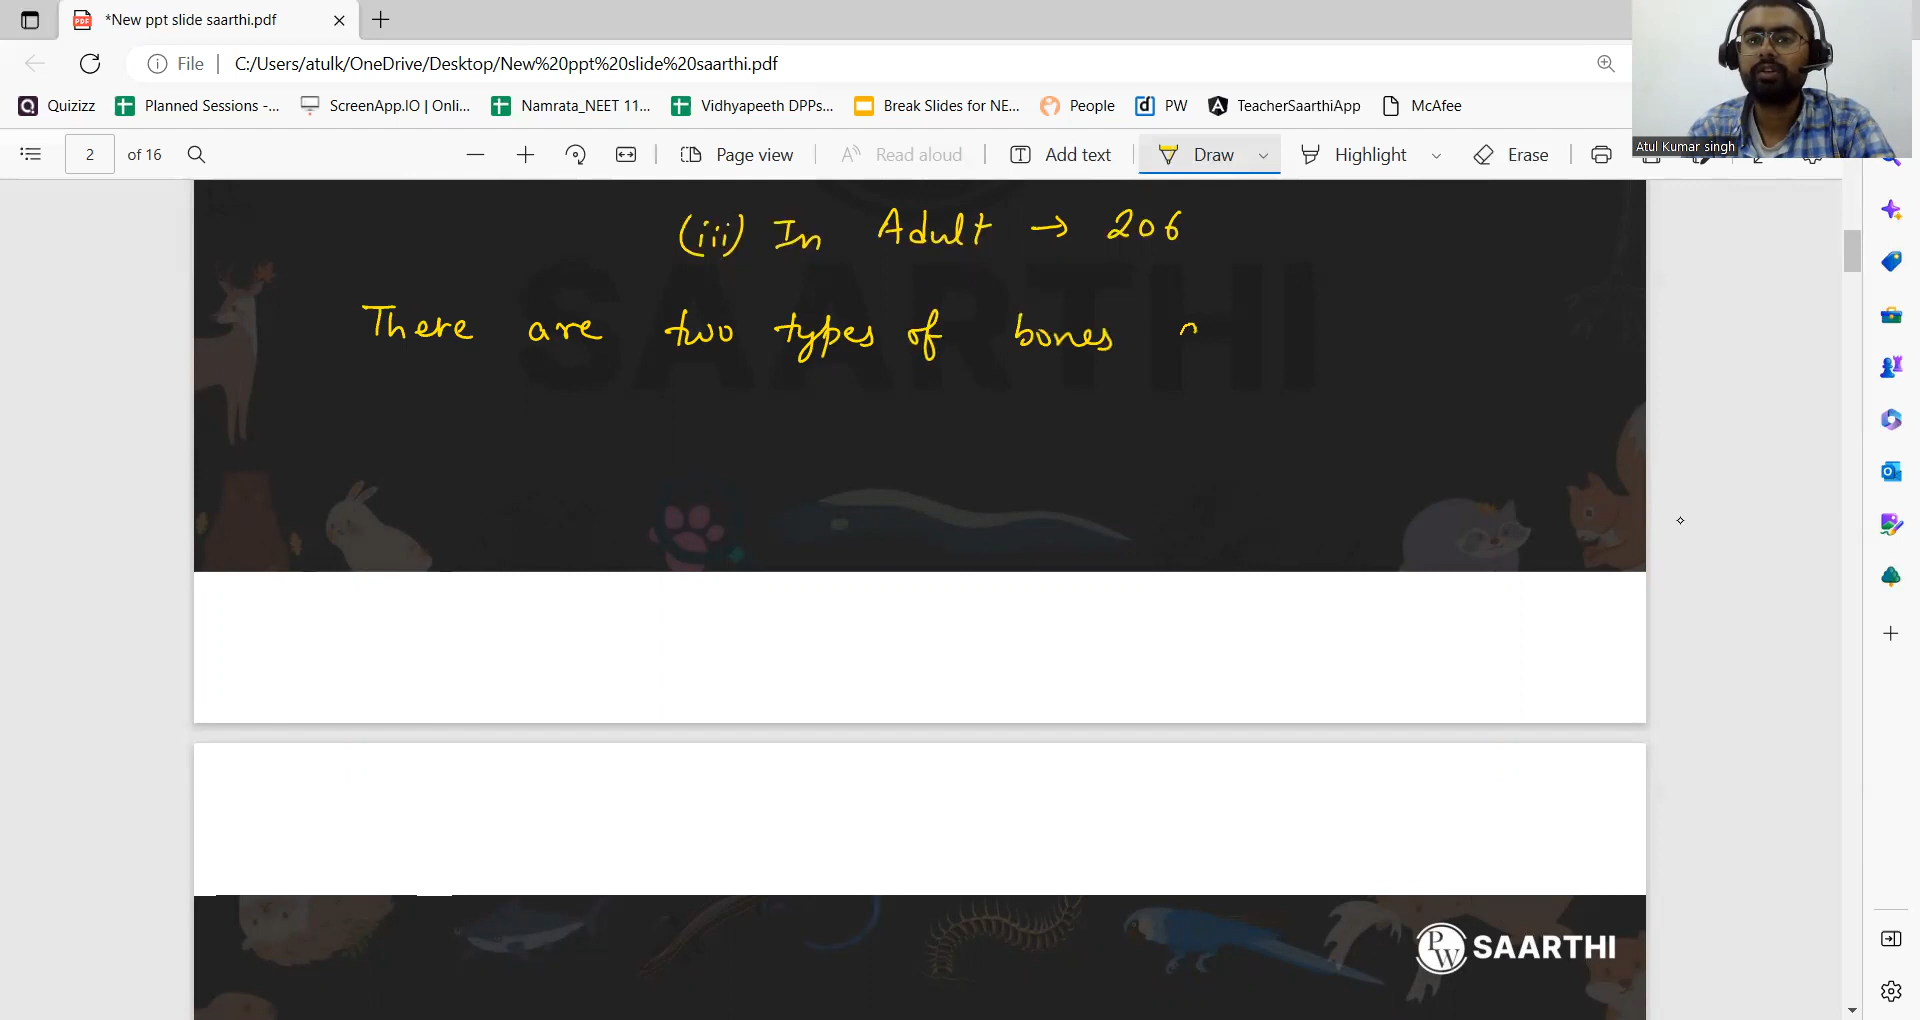 *New ppt slide saarthi.pdf
File C:/Users/atulk/OneDrive/Desktop/New%20ppt%20slide%20saarthi.pdf
Quizizz Planned Sessions -... ScreenApp.IO | Onli... Namrata_NEET 11... Vidhyapeeth DPPs... Break Slides for NE... People PW TeacherSaarthiApp McAfee
Atul Kumar singh
2 of 16 Page view Read aloud Add text Draw Highlight Erase
(iii) In Adult → 206
SAARTHI
There are two types of bones
PW SAARTHI